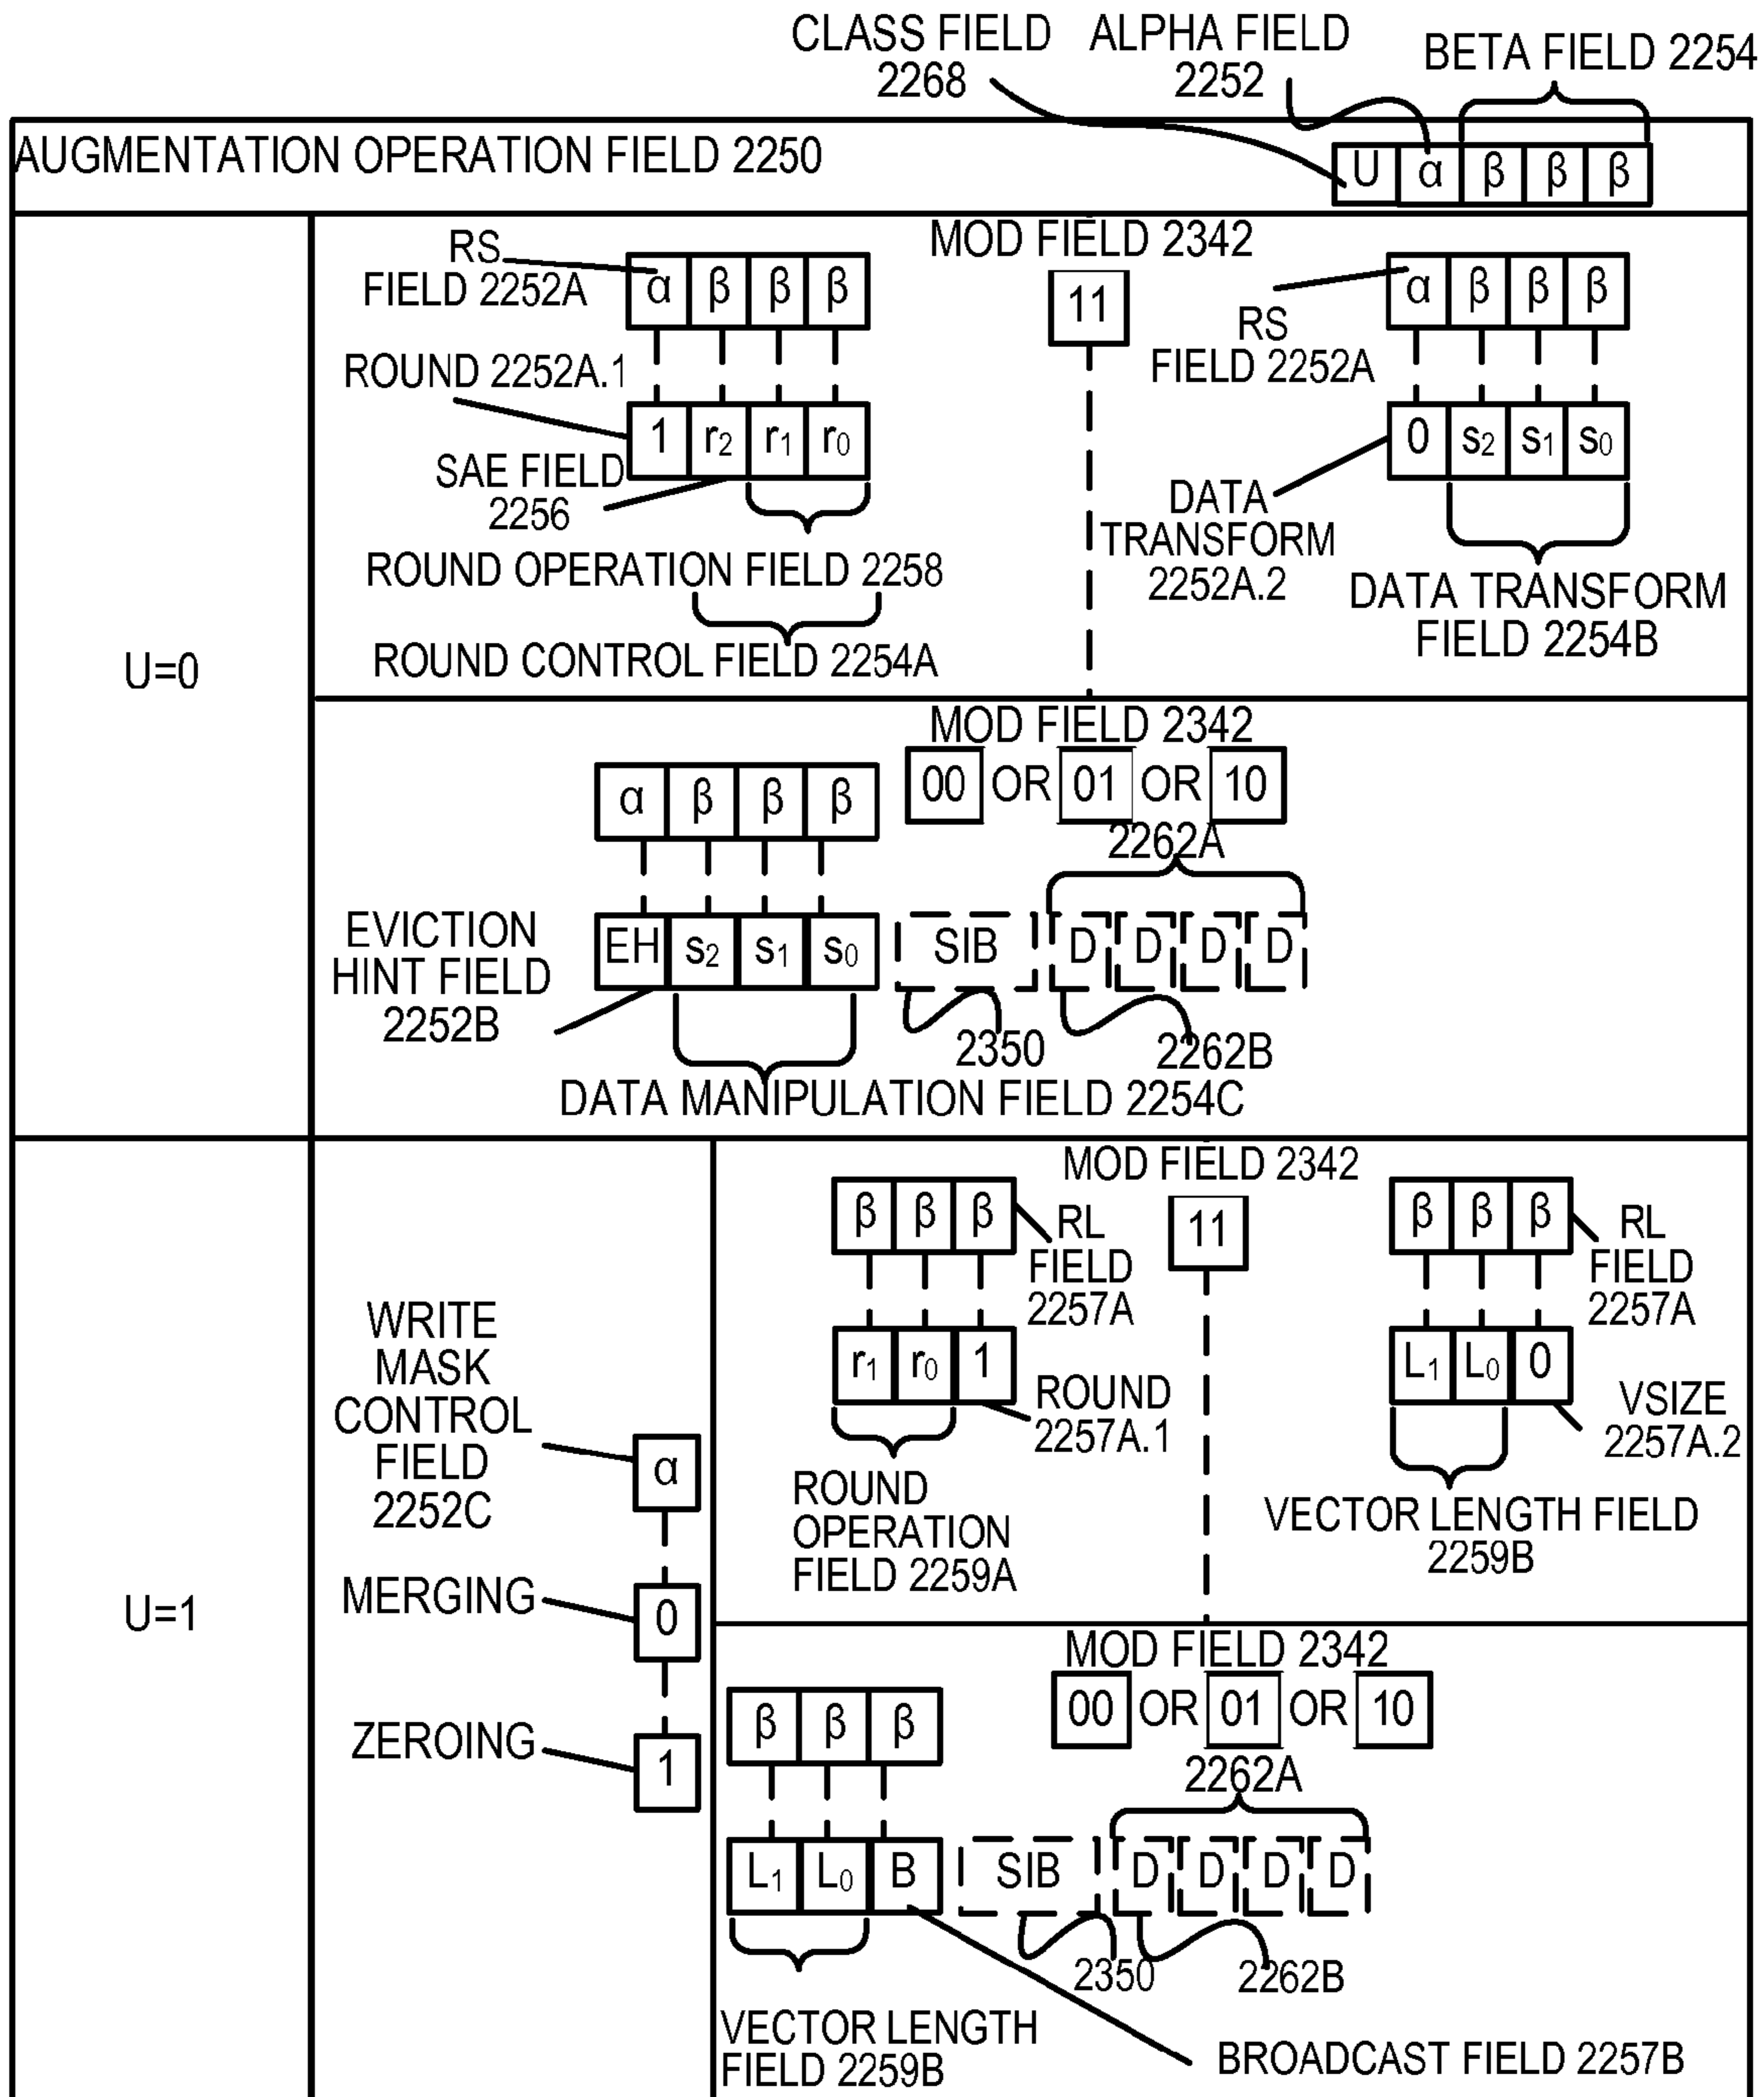 CLASS FIELD
2268
ALPHA FIELD
2252
BETA FIELD 2254
AUGMENTATION OPERATION FIELD 2250
U α β β β
U=0
RS
FIELD 2252A
α β β β
ROUND 2252A.1
1 r2 r1 r0
SAE FIELD
2256
ROUND OPERATION FIELD 2258
ROUND CONTROL FIELD 2254A
MOD FIELD 2342
11
α β β β
RS
FIELD 2252A
0 s2 s1 s0
DATA
TRANSFORM
2252A.2
DATA TRANSFORM
FIELD 2254B
MOD FIELD 2342
00 OR 01 OR 10
α β β β
2262A
EVICTION
HINT FIELD
2252B
EH s2 s1 s0
SIB
D D D D
2350
2262B
DATA MANIPULATION FIELD 2254C
U=1
WRITE
MASK
CONTROL
FIELD
2252C
α
MERGING
0
ZEROING
1
MOD FIELD 2342
11
β β β
RL
FIELD
2257A
r1 r0 1
ROUND
2257A.1
ROUND
OPERATION
FIELD 2259A
β β β
RL
FIELD
2257A
L1 L0 0
VSIZE
2257A.2
VECTOR LENGTH FIELD
2259B
MOD FIELD 2342
00 OR 01 OR 10
β β β
2262A
L1 L0 B
SIB
D D D D
2350
2262B
VECTOR LENGTH
FIELD 2259B
BROADCAST FIELD 2257B